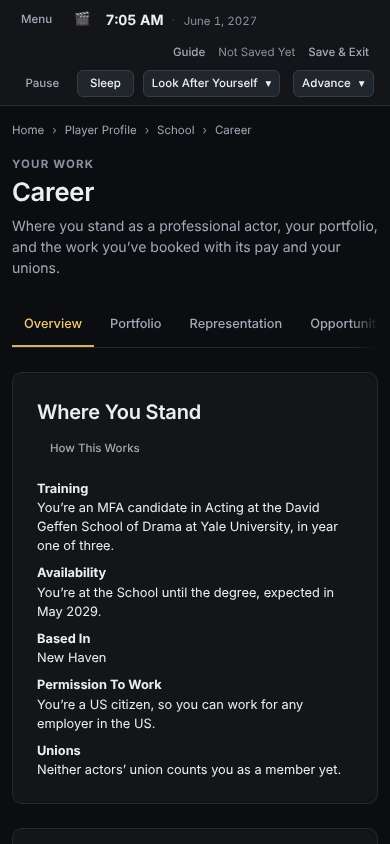 Menu 7:05 AM · June 1, 2027
Guide Not Saved Yet Save & Exit
Pause Sleep Look After Yourself ▾ Advance ▾
Home › Player Profile › School › Career
YOUR WORK
Career
Where you stand as a professional actor, your portfolio,
and the work you’ve booked with its pay and your
unions.
Overview Portfolio Representation Opportunit
Where You Stand
How This Works
Training
You’re an MFA candidate in Acting at the David
Geffen School of Drama at Yale University, in year
one of three.
Availability
You’re at the School until the degree, expected in
May 2029.
Based In
New Haven
Permission To Work
You’re a US citizen, so you can work for any
employer in the US.
Unions
Neither actors’ union counts you as a member yet.